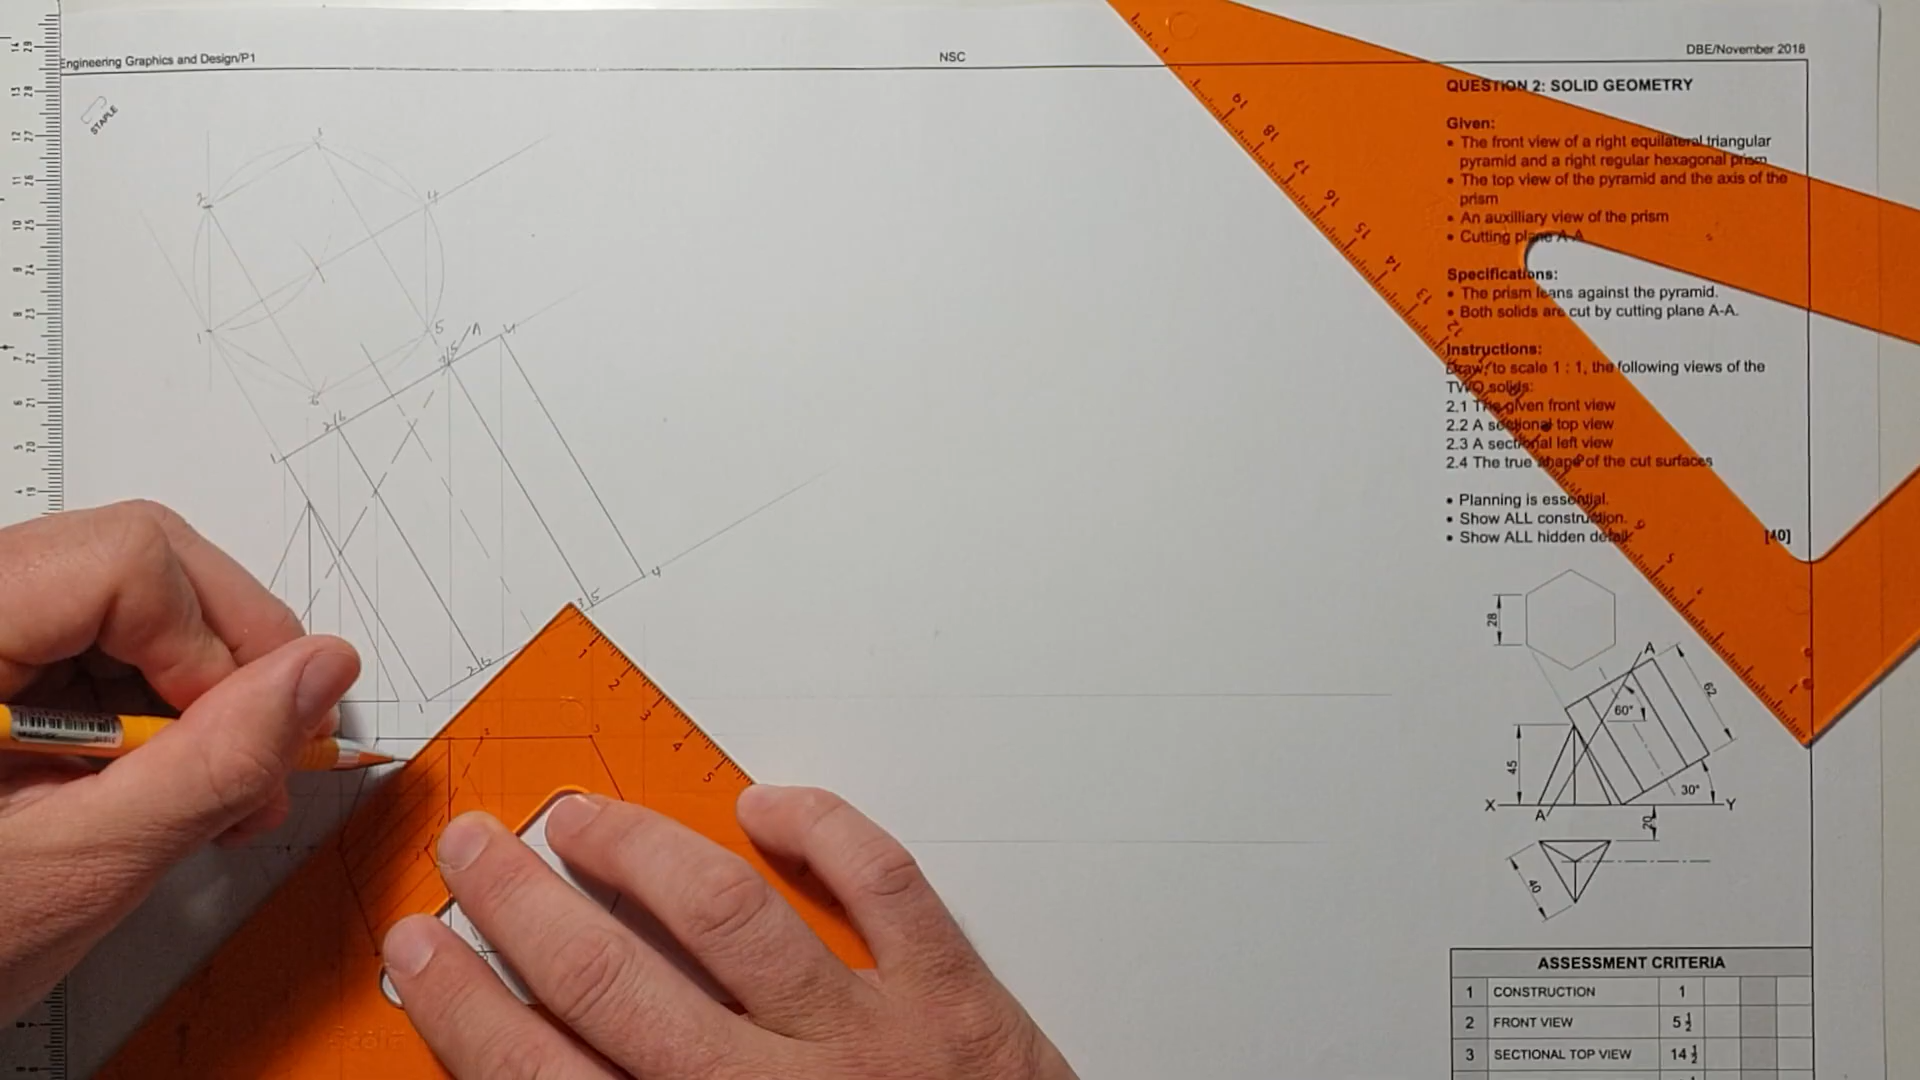 Engineering Graphics and Design/P1
NSC
DBE/November 2018
STAPLE
QUESTION 2: SOLID GEOMETRY
Given:
• The front view of a right equilateral triangular
pyramid and a right regular hexagonal prism
• The top view of the pyramid and the axis of the
prism
• An auxilliary view of the prism
• Cutting plane A-A
Specifications:
• The prism leans against the pyramid.
• Both solids are cut by cutting plane A-A.
Instructions:
Draw, to scale 1 : 1, the following views of the
TWO solids:
2.1 The given front view
2.2 A sectional top view
2.3 A sectional left view
2.4 The true shape of the cut surfaces
• Planning is essential.
• Show ALL construction.
• Show ALL hidden detail.
[40]
28
A
62
60°
45
30°
X
Y
A
20
40
ASSESSMENT CRITERIA
1 CONSTRUCTION 1
2 FRONT VIEW 5 1/2
3 SECTIONAL TOP VIEW 14 1/2